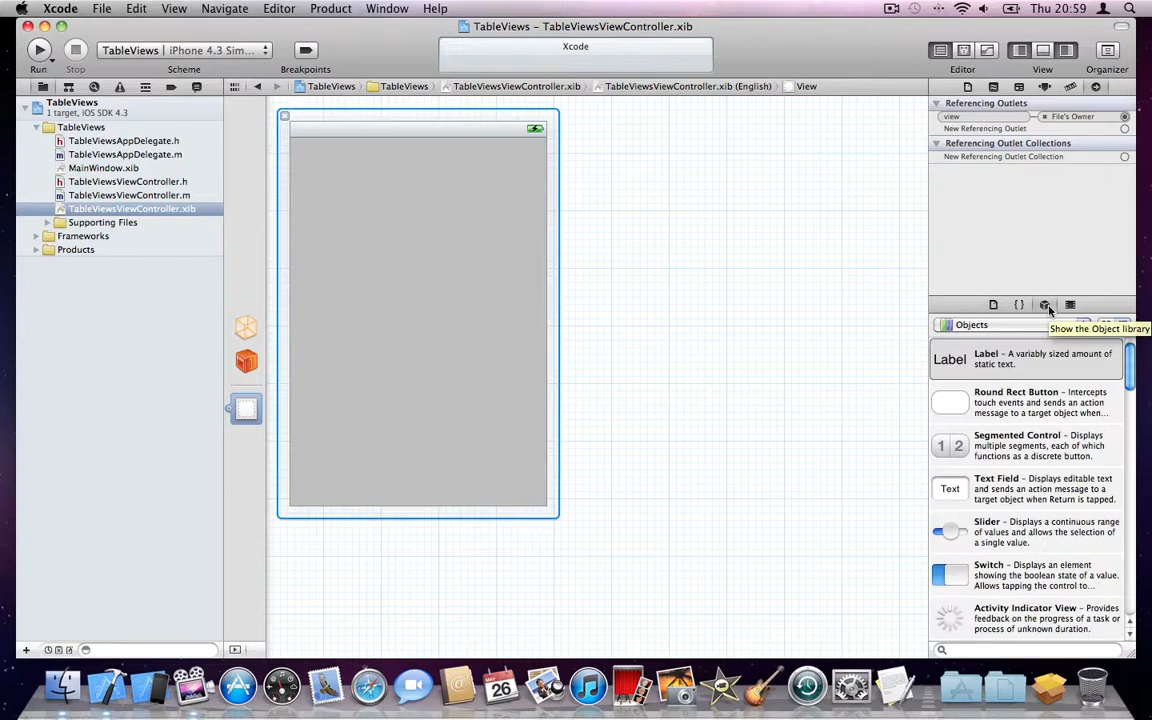 Xcode File Edit View Navigate Editor Product Window Help Thu 20:59
TableViews – TableViewsViewController.xib
TableViews | iPhone 4.3 Sim...
Xcode
Run Stop Scheme Breakpoints Editor View Organizer
TableViews TableViews TableViewsViewController.xib TableViewsViewController.xib (English) View
TableViews
1 target, iOS SDK 4.3
TableViews
TableViewsAppDelegate.h
TableViewsAppDelegate.m
MainWindow.xib
TableViewsViewController.h
TableViewsViewController.m
TableViewsViewController.xib
Supporting Files
Frameworks
Products
Referencing Outlets
view File's Owner
New Referencing Outlet
Referencing Outlet Collections
New Referencing Outlet Collection
Objects
Show the Object library
Label
Label – A variably sized amount of
static text.
Round Rect Button – Intercepts
touch events and sends an action
message to a target object when...
1 2
Segmented Control – Displays
multiple segments, each of which
functions as a discrete button.
Text
Text Field – Displays editable text
and sends an action message to a
target object when Return is tapped.
Slider – Displays a continuous range
of values and allows the selection of
a single value.
Switch – Displays an element
showing the boolean state of a value.
Allows tapping the control to...
Activity Indicator View – Provides
feedback on the progress of a task or
process of unknown duration.
MAY
26